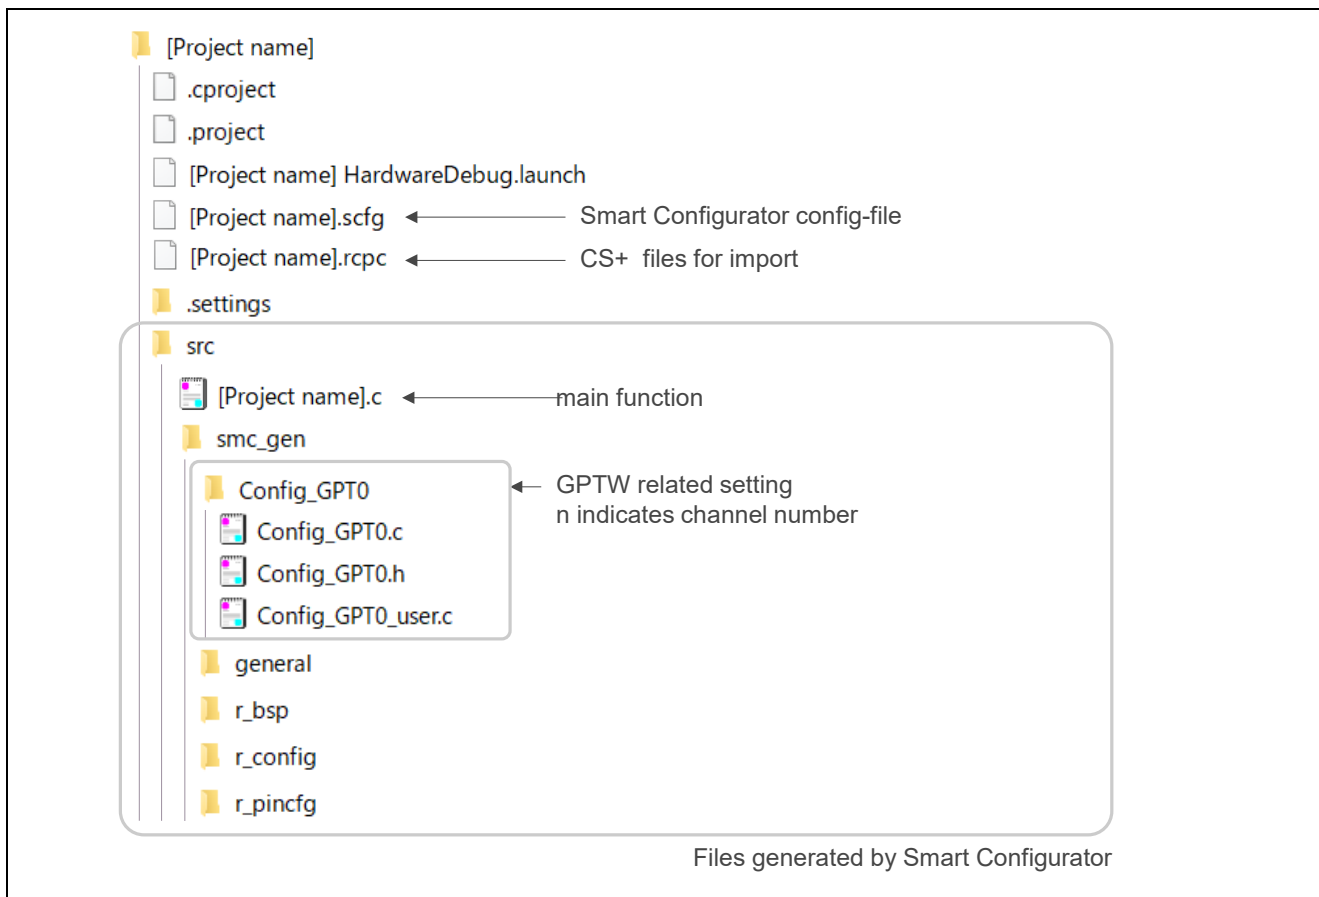 [Project name]
.cproject
.project
[Project name] HardwareDebug.launch
[Project name].scfg
Smart Configurator config-file
[Project name].rcpc
CS+ files for import
.settings
src
[Project name].c
main function
smc_gen
Config_GPT0
GPTW related setting
n indicates channel number
Config_GPT0.c
Config_GPT0.h
Config_GPT0_user.c
general
r_bsp
r_config
r_pincfg
Files generated by Smart Configurator